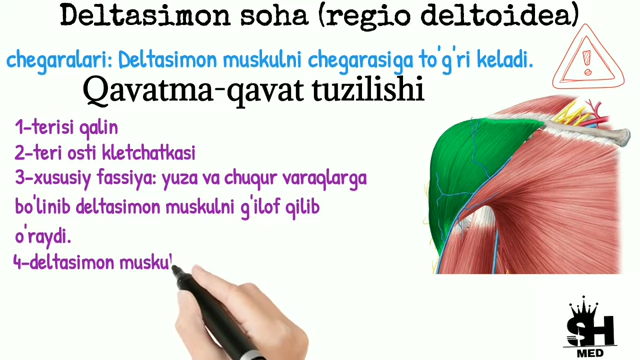 Deltasimon soha (regio deltoidea)
chegaralari: Deltasimon muskulni chegarasiga to'g'ri keladi.
Qavatma-qavat tuzilishi
1-terisi qalin
2-teri osti kletchatkasi
3-xususiy fassiya: yuza va chuqur varaqlarga
bo'linib deltasimon muskulni g'ilof qilib
o'raydi.
4-deltasimon muskul
SH
MED